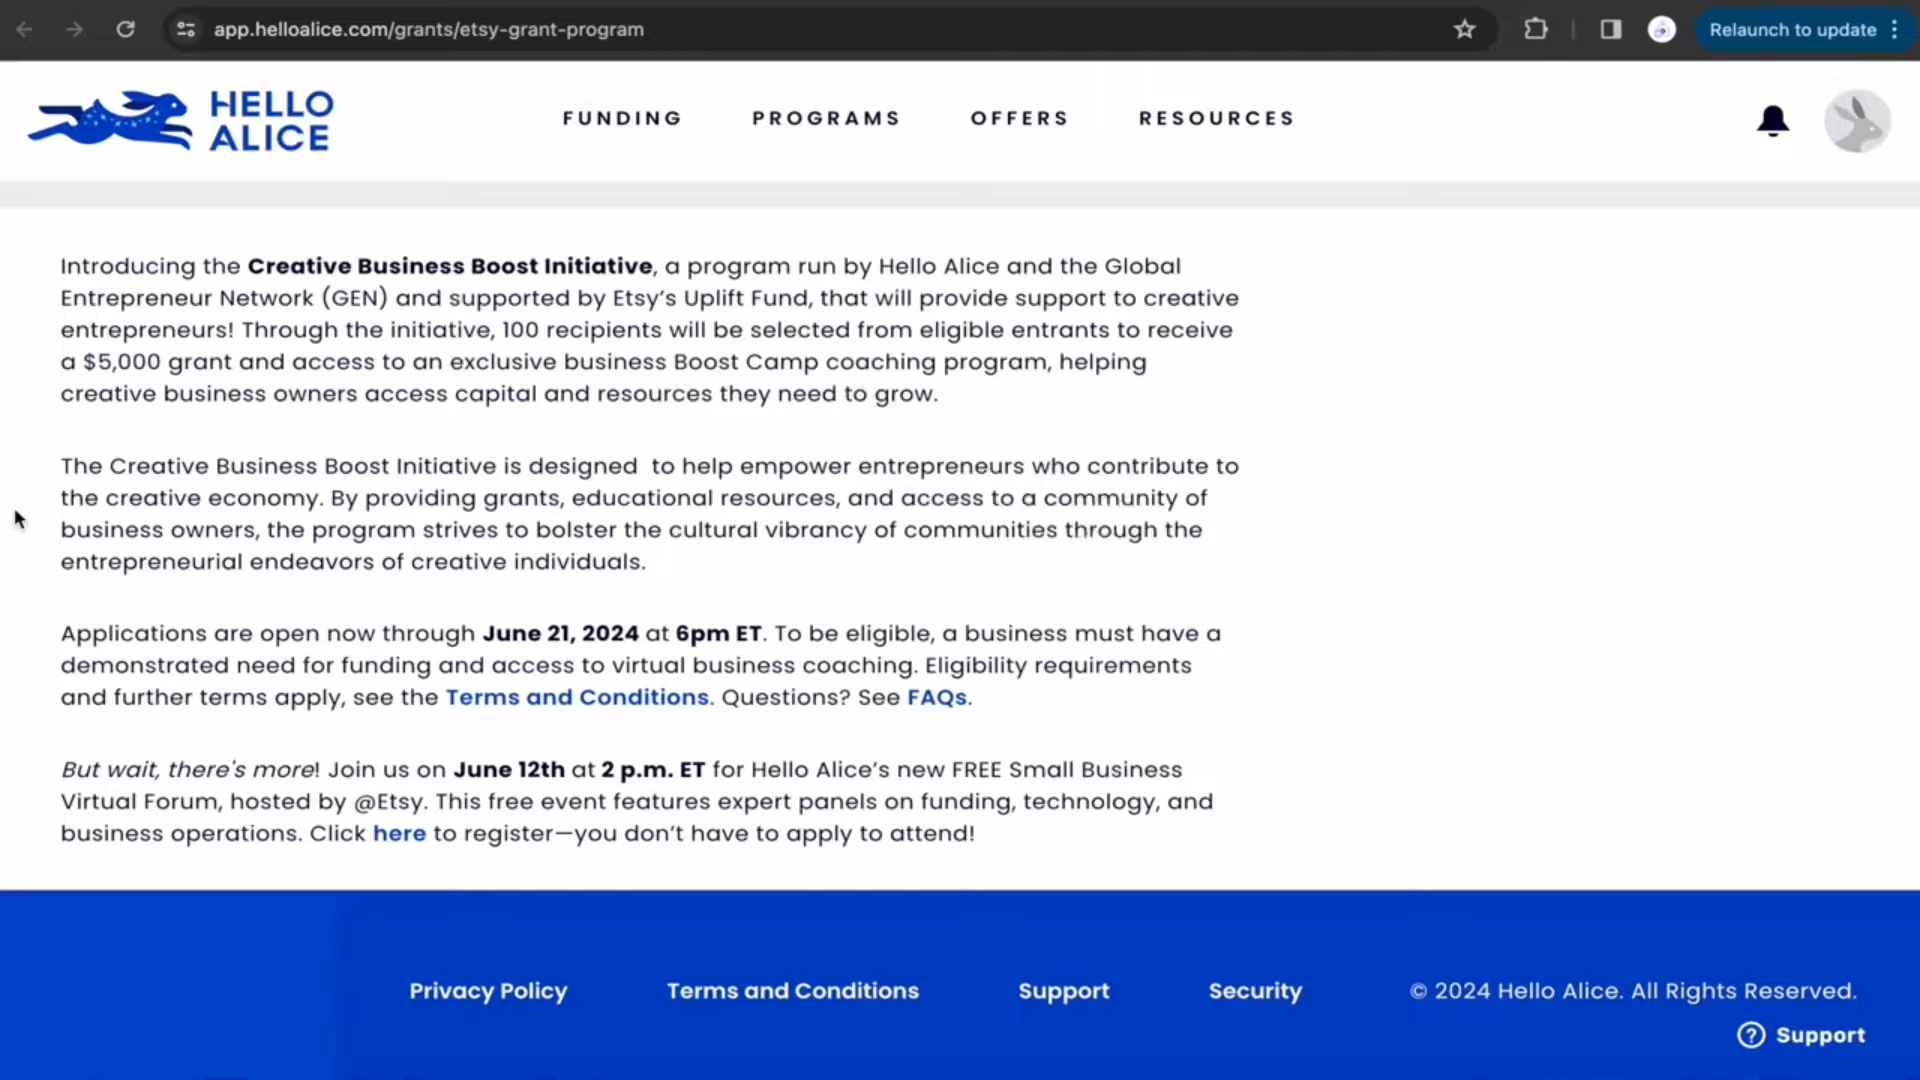 app.helloalice.com/grants/etsy-grant-program
Relaunch to update
HELLO
ALICE
FUNDING
PROGRAMS
OFFERS
RESOURCES
Introducing the Creative Business Boost Initiative, a program run by Hello Alice and the Global
Entrepreneur Network (GEN) and supported by Etsy’s Uplift Fund, that will provide support to creative
entrepreneurs! Through the initiative, 100 recipients will be selected from eligible entrants to receive
a $5,000 grant and access to an exclusive business Boost Camp coaching program, helping
creative business owners access capital and resources they need to grow.
The Creative Business Boost Initiative is designed  to help empower entrepreneurs who contribute to
the creative economy. By providing grants, educational resources, and access to a community of
business owners, the program strives to bolster the cultural vibrancy of communities through the
entrepreneurial endeavors of creative individuals.
Applications are open now through June 21, 2024 at 6pm ET. To be eligible, a business must have a
demonstrated need for funding and access to virtual business coaching. Eligibility requirements
and further terms apply, see the Terms and Conditions. Questions? See FAQs.
But wait, there's more! Join us on June 12th at 2 p.m. ET for Hello Alice’s new FREE Small Business
Virtual Forum, hosted by @Etsy. This free event features expert panels on funding, technology, and
business operations. Click here to register—you don’t have to apply to attend!
Privacy Policy
Terms and Conditions
Support
Security
© 2024 Hello Alice. All Rights Reserved.
? Support